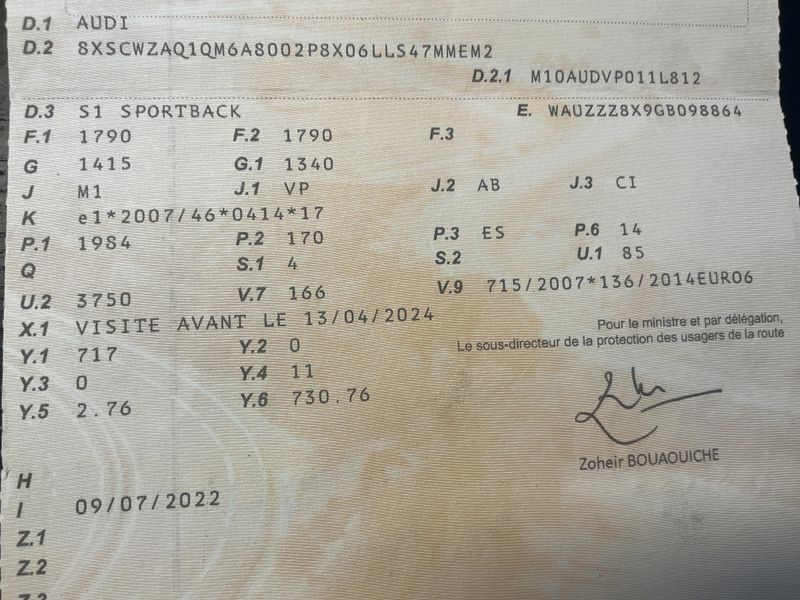 D.1 AUDI
D.2 8XSCWZAQ1QM6A8002P8X06LLS47MMEM2
D.2.1 M10AUDVP011L812
D.3 S1 SPORTBACK E. WAUZZZ8X9GB098864
F.1 1790 F.2 1790 F.3
G 1415 G.1 1340
J M1 J.1 VP J.2 AB J.3 CI
K e1*2007/46*0414*17
P.1 1984 P.2 170 P.3 ES P.6 14
Q S.1 4 S.2 U.1 85
U.2 3750 V.7 166 V.9 715/2007*136/2014EURO6
X.1 VISITE AVANT LE 13/04/2024
Pour le ministre et par délégation,
Le sous-directeur de la protection des usagers de la route
Y.1 717 Y.2 0
Y.3 0 Y.4 11
Y.5 2.76 Y.6 730.76
Zoheir BOUAOUICHE
H
I 09/07/2022
Z.1
Z.2